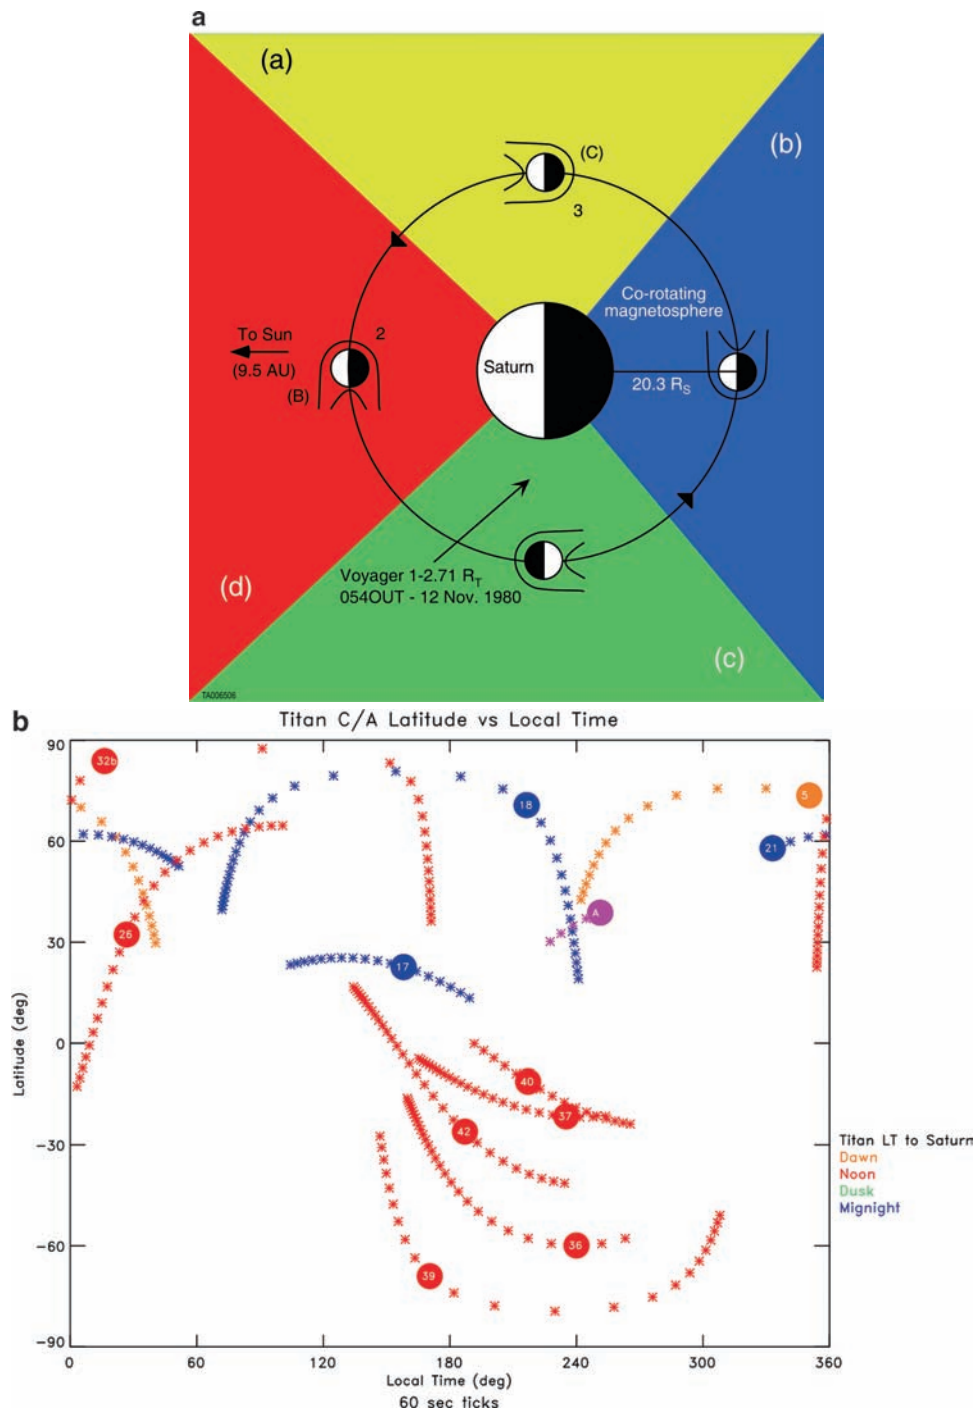 a
(a)
(b)
(C)
3
Co-rotating
magnetosphere
To Sun
(9.5 AU)
2
(B)
Saturn
20.3 RS
Voyager 1-2.71 RT
054OUT - 12 Nov. 1980
(d)
(c)
TA006506
b
Titan C/A Latitude vs Local Time
90
60
30
0
-30
-60
-90
Latitude (deg)
32b
5
18
21
A
26
17
40
37
42
36
39
Titan LT to Saturn
Dawn
Noon
Dusk
Mignight
0 60 120 180 240 300 360
Local Time (deg)
60 sec ticks